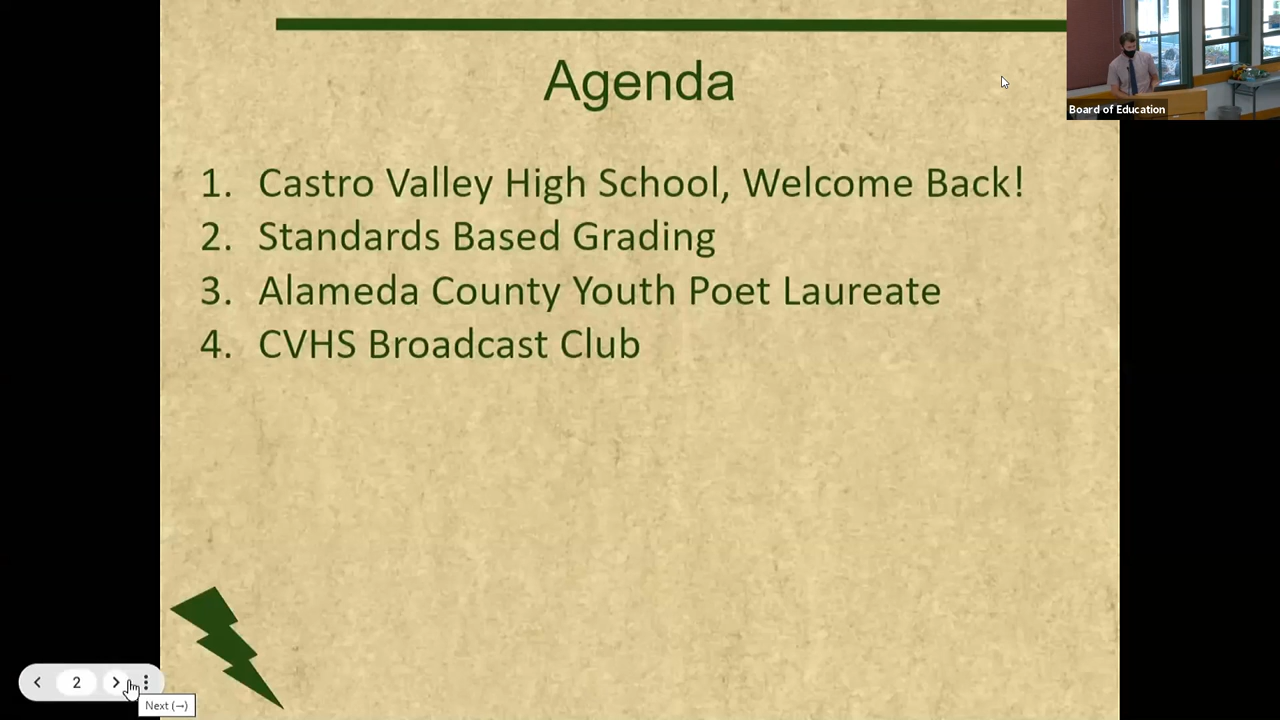 Agenda
Board of Education
1. Castro Valley High School, Welcome Back!
2. Standards Based Grading
3. Alameda County Youth Poet Laureate
4. CVHS Broadcast Club
2
Next (→)